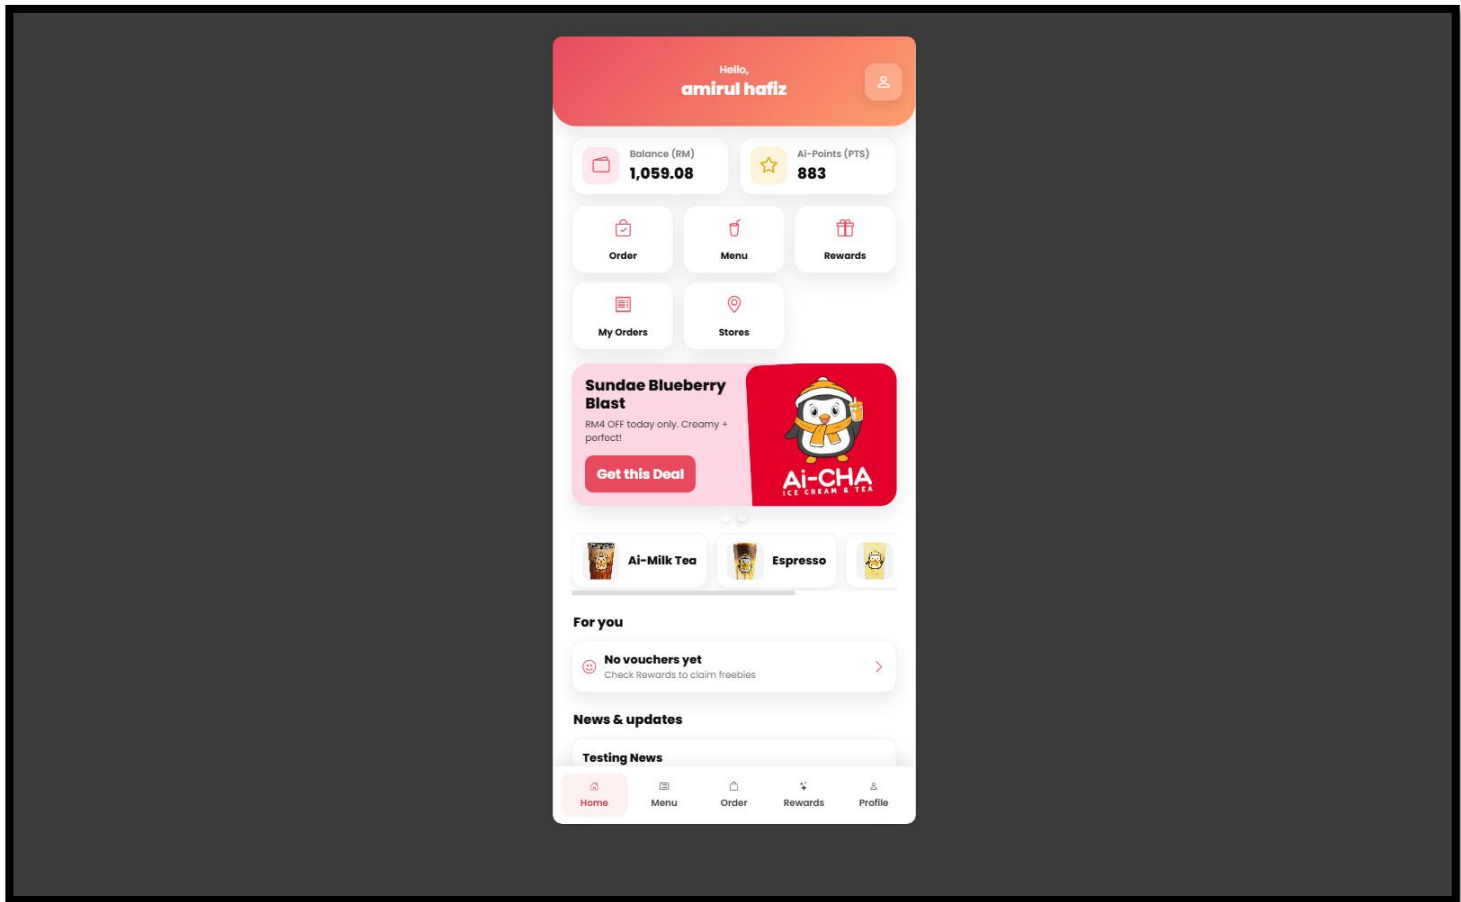 Hello,
amirul hafiz
Balance (RM)
1,059.08
Ai-Points (PTS)
883
Order
Menu
Rewards
My Orders
Stores
Sundae Blueberry
Blast
RM4 OFF today only. Creamy +
perfect!
Get this Deal
Ai-CHA
ICE CREAM & TEA
Ai-Milk Tea
Espresso
For you
No vouchers yet
Check Rewards to claim freebies
News & updates
Testing News
Home
Menu
Order
Rewards
Profile